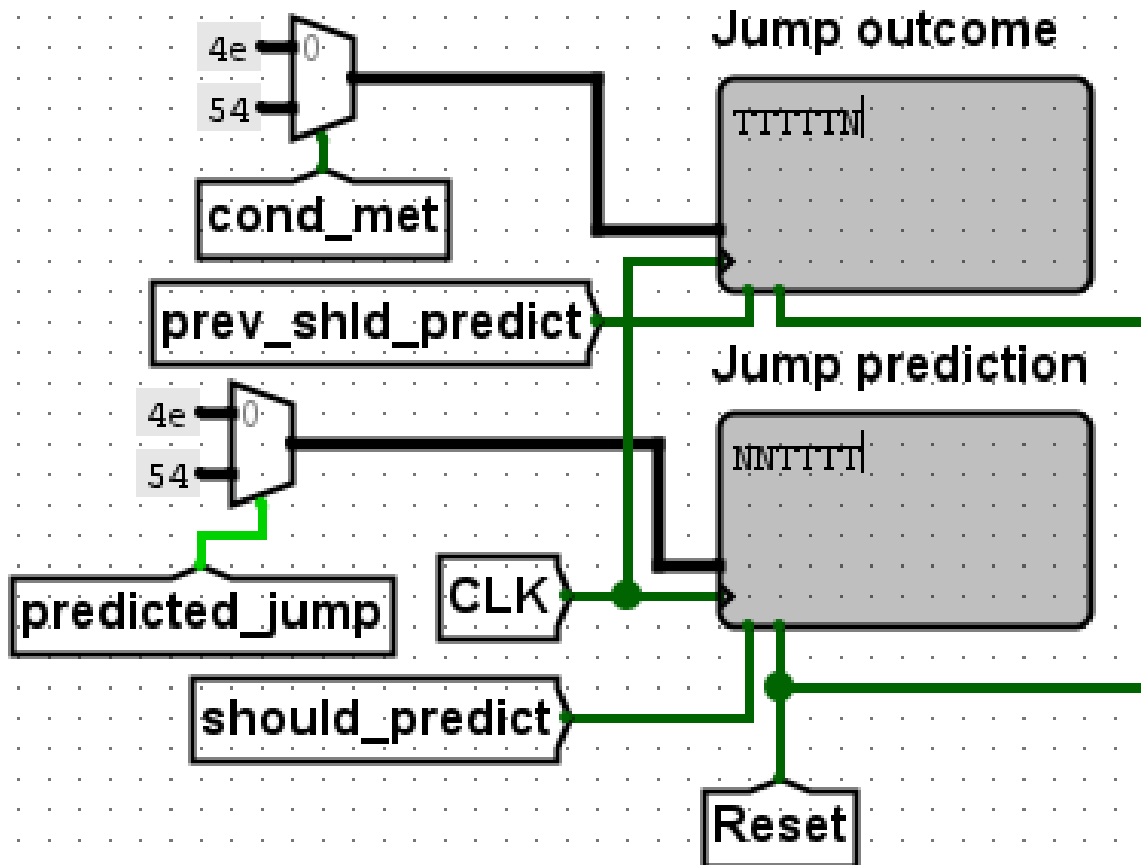 Jump outcome
4e 0
54
TTTTTN
cond_met
prev_shld_predict
Jump prediction
4e 0
54
NNTTTT
CLK
predicted_jump
should_predict
Reset